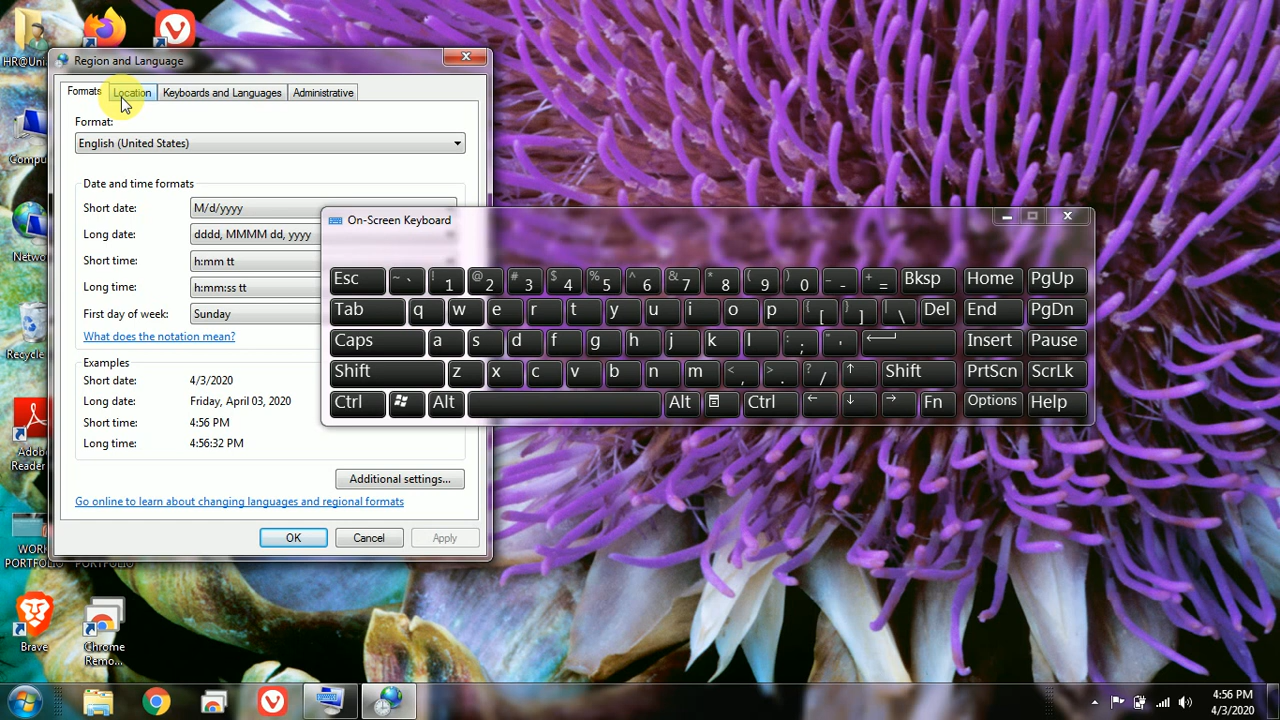 HR@Uni
Region and Language
Formats
Location
Keyboards and Languages
Administrative
Format:
English (United States)
Date and time formats
Short date:
M/d/yyyy
Long date:
dddd, MMMM dd, yyyy
Short time:
h:mm tt
Long time:
h:mm:ss tt
First day of week:
Sunday
What does the notation mean?
Examples
Short date: 4/3/2020
Long date: Friday, April 03, 2020
Short time: 4:56 PM
Long time: 4:56:32 PM
Additional settings...
Go online to learn about changing languages and regional formats
OK
Cancel
Apply
On-Screen Keyboard
Esc ~ ` ! 1 @ 2 # 3 $ 4 % 5 ^ 6 & 7 * 8 ( 9 ) 0 _ - + = Bksp Home PgUp
Tab q w e r t y u i o p { [ } ] | \ Del End PgDn
Caps a s d f g h j k l : ; " ' Insert Pause
Shift z x c v b n m < , > . ? / ↑ Shift PrtScn ScrLk
Ctrl Alt Alt Ctrl ← ↓ → Fn Options Help
Compu
Netwo
Recycle
Adob
Reader
WORK
PORTFOLIO
PORTFOLIO
Brave
Chrome
Remo...
4:56 PM
4/3/2020